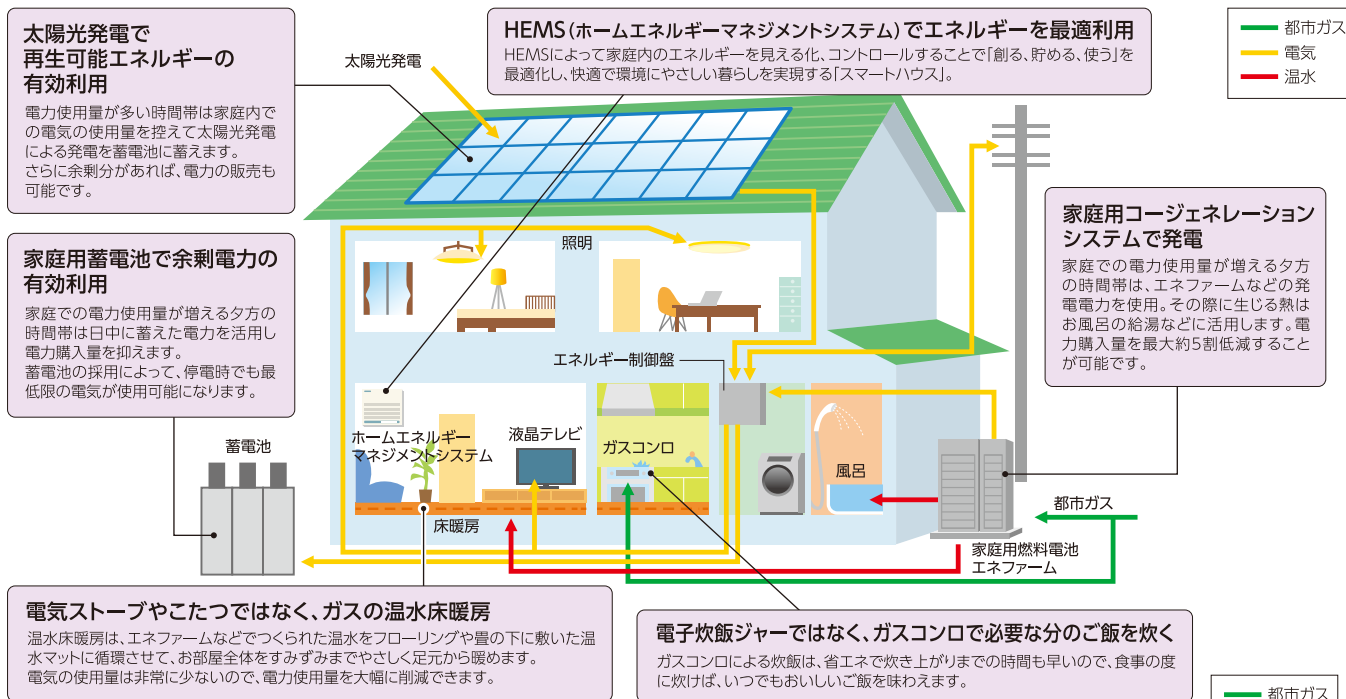 太陽光発電で
再生可能エネルギーの
有効利用
電力使用量が多い時間帯は家庭内で
の電気の使用量を控えて太陽光発電
による発電を蓄電池に蓄えます。
さらに余剰分があれば、電力の販売も
可能です。
太陽光発電
HEMS(ホームエネルギーマネジメントシステム)でエネルギーを最適利用
HEMSによって家庭内のエネルギーを見える化、コントロールすることで「創る、貯める、使う」を
最適化し、快適で環境にやさしい暮らしを実現する「スマートハウス」。
都市ガス
電気
温水
家庭用蓄電池で余剰電力の
有効利用
家庭での電力使用量が増える夕方の
時間帯は日中に蓄えた電力を活用し
電力購入量を抑えます。
蓄電池の採用によって、停電時でも最
低限の電気が使用可能になります。
照明
エネルギー制御盤
家庭用コージェネレーション
システムで発電
家庭での電力使用量が増える夕方
の時間帯は、エネファームなどの発
電電力を使用。その際に生じる熱は
お風呂の給湯などに活用します。電
力購入量を最大約5割低減すること
が可能です。
蓄電池
ホームエネルギー
マネジメントシステム
液晶テレビ
ガスコンロ
風呂
床暖房
都市ガス
家庭用燃料電池
エネファーム
電気ストーブやこたつではなく、ガスの温水床暖房
温水床暖房は、エネファームなどでつくられた温水をフローリングや畳の下に敷いた温
水マットに循環させて、お部屋全体をすみずみまでやさしく足元から暖めます。
電気の使用量は非常に少ないので、電力使用量を大幅に削減できます。
電子炊飯ジャーではなく、ガスコンロで必要な分のご飯を炊く
ガスコンロによる炊飯は、省エネで炊き上がりまでの時間も早いので、食事の度
に炊けば、いつでもおいしいご飯を味わえます。
都市ガス